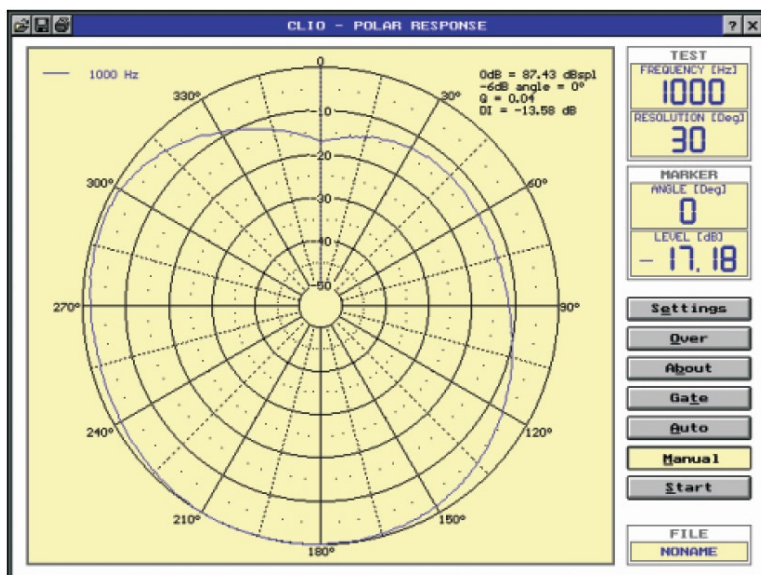 CLIO - POLAR RESPONSE
? X
1000 Hz
0dB = 87.43 dBspl
-6dB angle = 0°
Q = 0.04
DI = -13.58 dB
0
30°
60°
90°
120°
150°
180°
210°
240°
270°
300°
330°
-10
-20
-30
-40
-50
TEST
FREQUENCY [Hz]
1000
RESOLUTION [Deg]
30
MARKER
ANGLE [Deg]
0
LEVEL [dB]
-17.18
Settings
Over
About
Gate
Auto
Manual
Start
FILE
NONAME